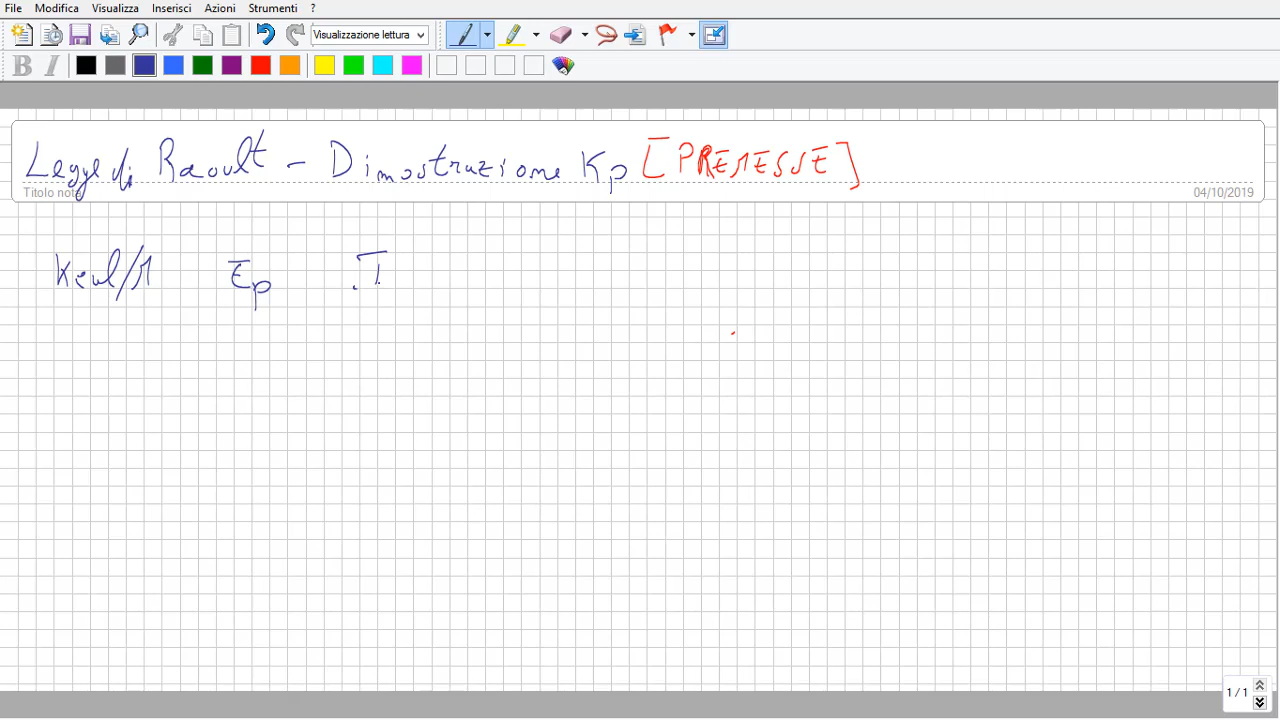 File Modifica Visualizza Inserisci Azioni Strumenti ?
Visualizzazione lettura
B I
Legge di Raoult - Dimostrazione Kp [PREMESSE]
Titolo nota 04/10/2019
Kcal/M Ep .T
1 / 1